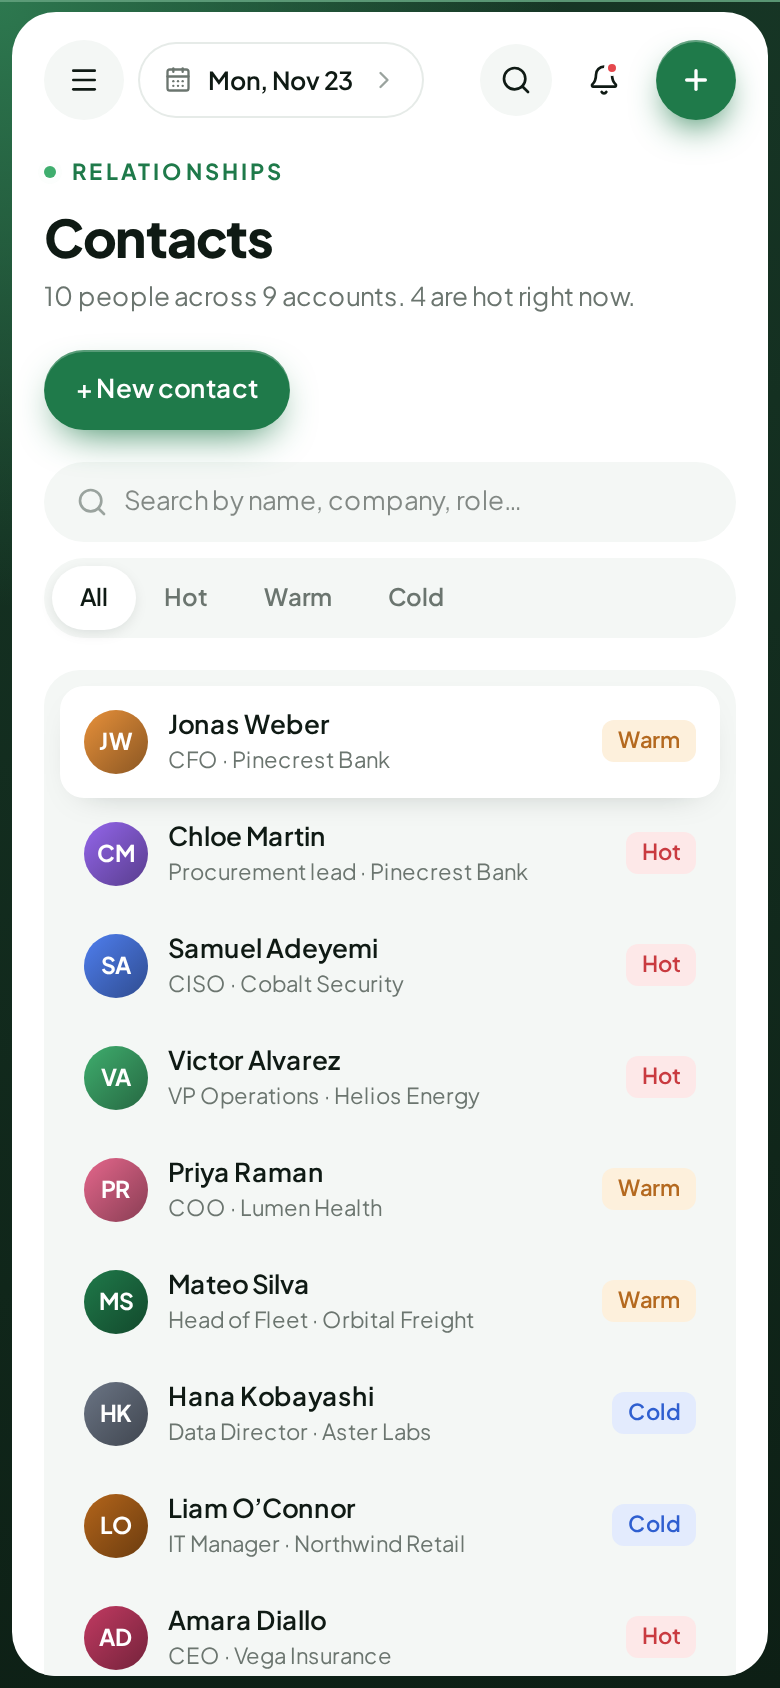 Mon, Nov 23
RELATIONSHIPS
Contacts
10 people across 9 accounts. 4 are hot right now.
+ New contact
Search by name, company, role...
All Hot Warm Cold
JW Jonas Weber Warm
CFO · Pinecrest Bank
CM Chloe Martin Hot
Procurement lead · Pinecrest Bank
SA Samuel Adeyemi Hot
CISO · Cobalt Security
VA Victor Alvarez Hot
VP Operations · Helios Energy
PR Priya Raman Warm
COO · Lumen Health
MS Mateo Silva Warm
Head of Fleet · Orbital Freight
HK Hana Kobayashi Cold
Data Director · Aster Labs
LO Liam O’Connor Cold
IT Manager · Northwind Retail
AD Amara Diallo Hot
CEO · Vega Insurance